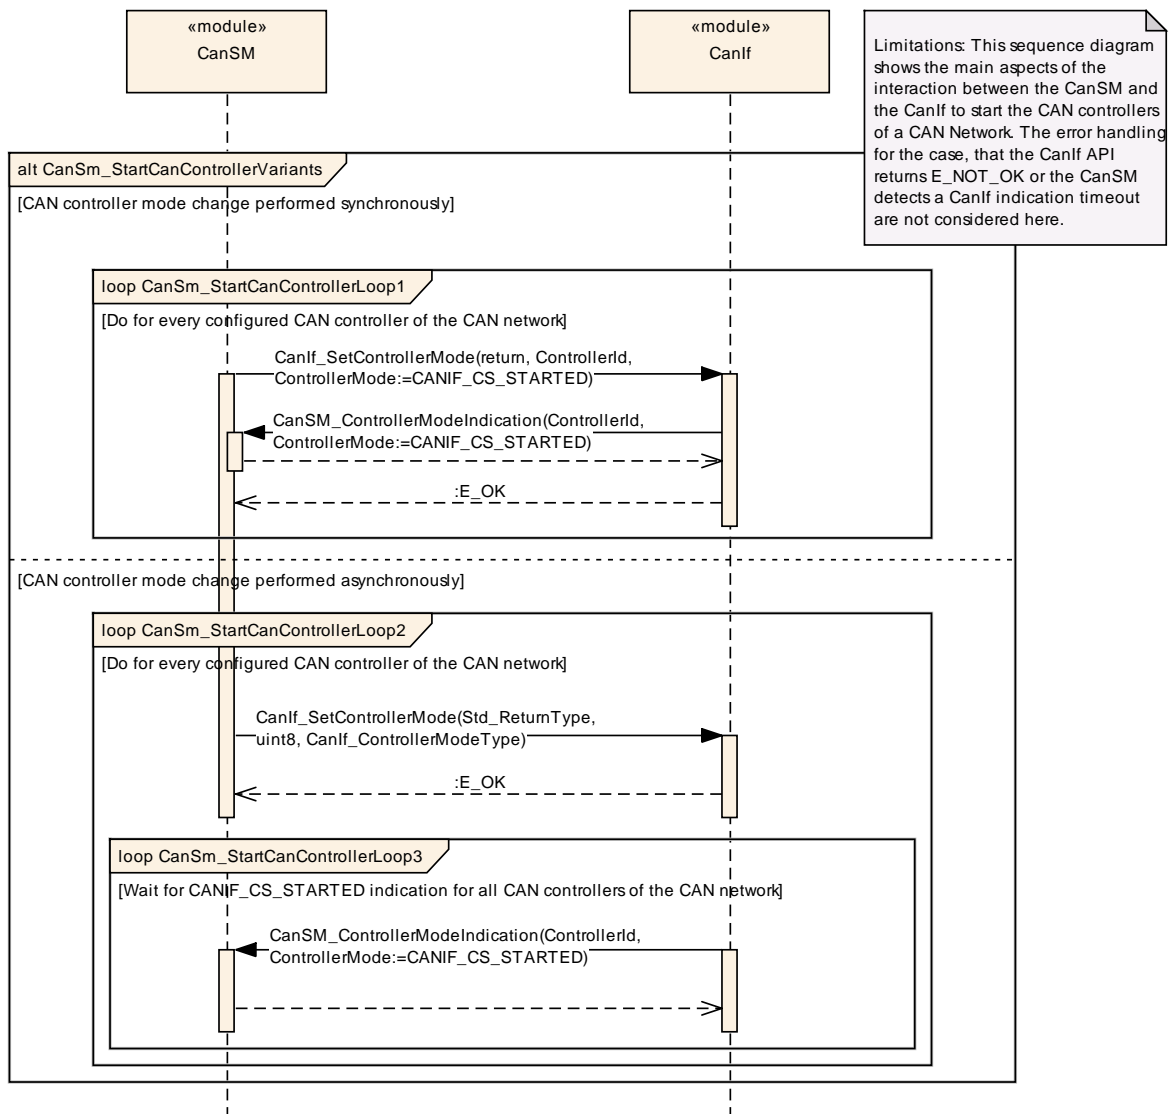 «module»
CanSM
«module»
CanIf
Limitations: This sequence diagram
shows the main aspects of the
interaction between the CanSM and
the CanIf to start the CAN controllers
of a CAN Network. The error handling
for the case, that the CanIf API
returns E_NOT_OK or the CanSM
detects a CanIf indication timeout
are not considered here.
alt CanSm_StartCanControllerVariants
[CAN controller mode change performed synchronously]
loop CanSm_StartCanControllerLoop1
[Do for every configured CAN controller of the CAN network]
CanIf_SetControllerMode(return, ControllerId,
ControllerMode:=CANIF_CS_STARTED)
CanSM_ControllerModeIndication(ControllerId,
ControllerMode:=CANIF_CS_STARTED)
:E_OK
[CAN controller mode change performed asynchronously]
loop CanSm_StartCanControllerLoop2
[Do for every configured CAN controller of the CAN network]
CanIf_SetControllerMode(Std_ReturnType,
uint8, CanIf_ControllerModeType)
:E_OK
loop CanSm_StartCanControllerLoop3
[Wait for CANIF_CS_STARTED indication for all CAN controllers of the CAN network]
CanSM_ControllerModeIndication(ControllerId,
ControllerMode:=CANIF_CS_STARTED)